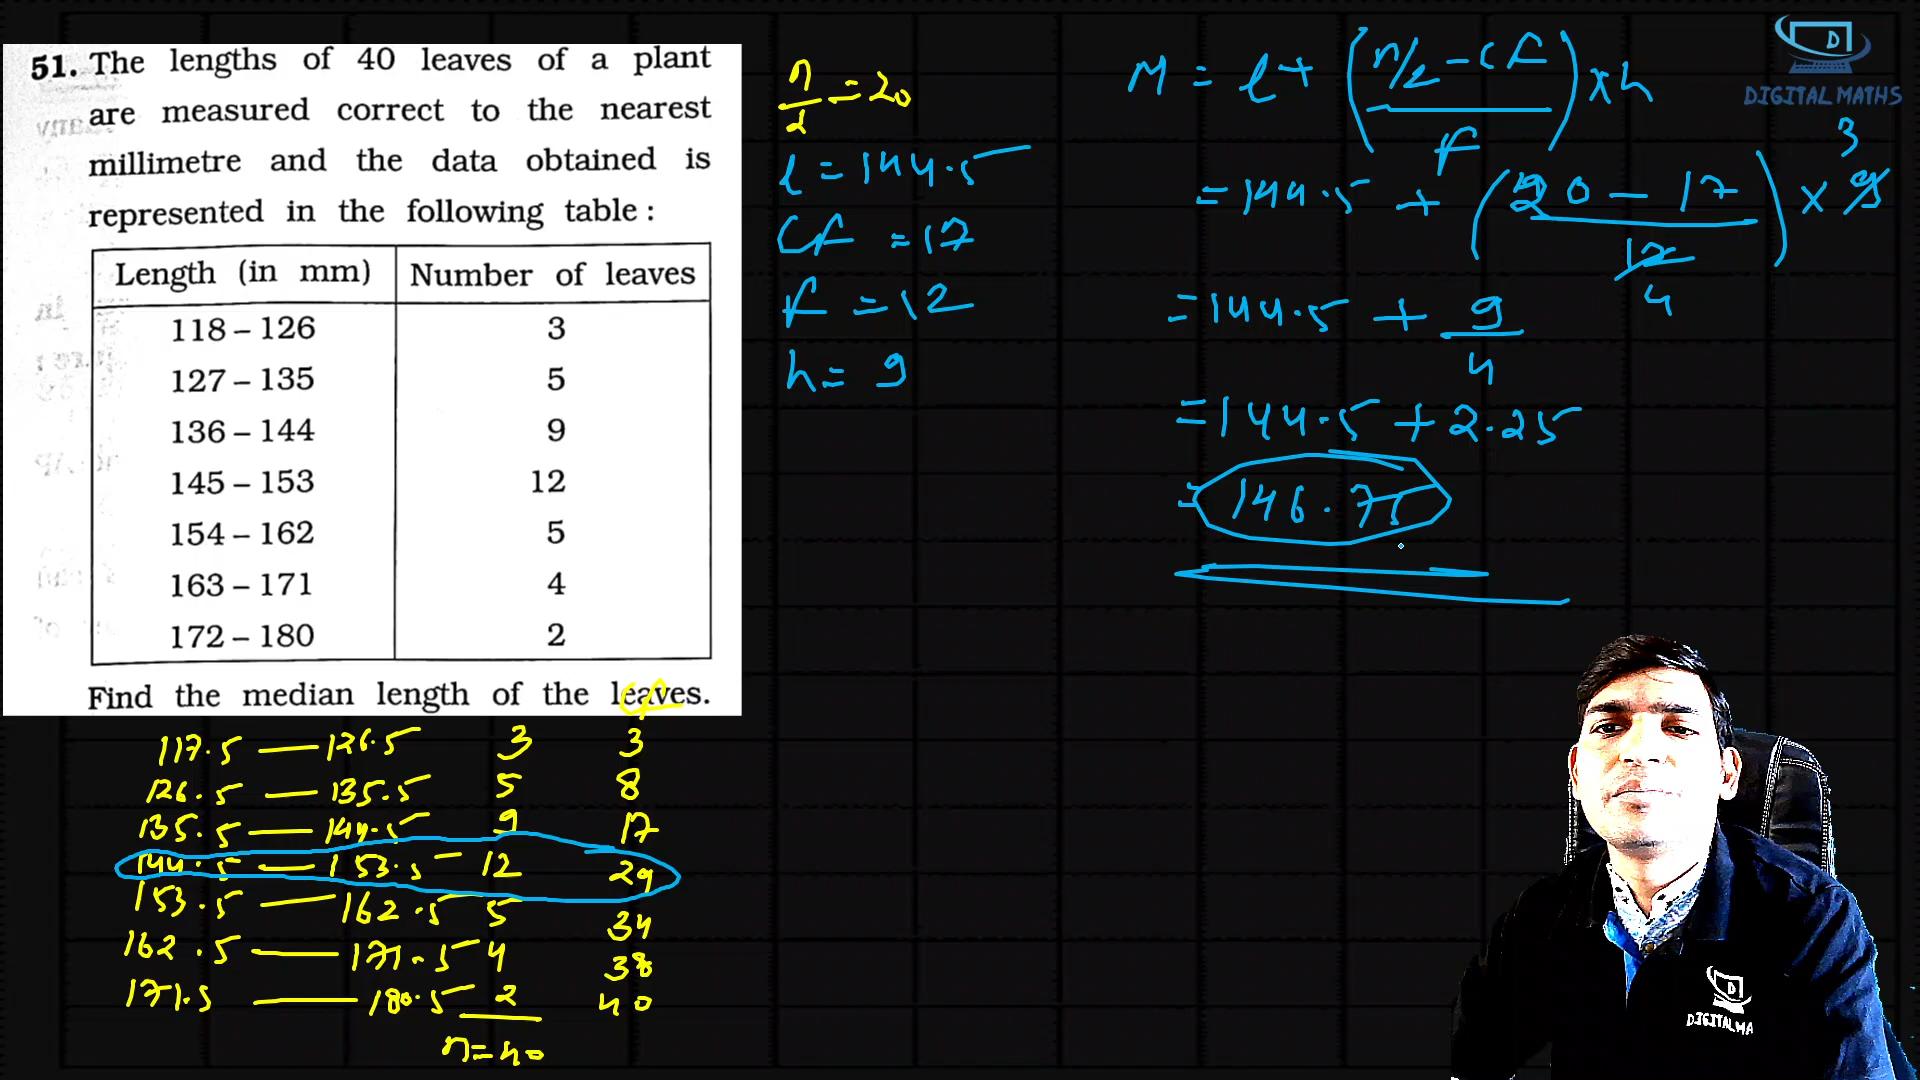 51. The lengths of 40 leaves of a plant
are measured correct to the nearest
millimetre and the data obtained is
represented in the following table :
Length (in mm) Number of leaves
118 – 126 3
127 – 135 5
136 – 144 9
145 – 153 12
154 – 162 5
163 – 171 4
172 – 180 2
Find the median length of the leaves.
cf
117.5 — 126.5 3 3
126.5 — 135.5 5 8
135.5 — 144.5 9 17
144.5 — 153.5 12 29
153.5 — 162.5 5 34
162.5 — 171.5 4 38
171.5 — 180.5 2 40
n=40
n/2 = 20
l = 144.5
cf = 17
f = 12
h = 9
M = l + ((n/2 - cf)/f) × h
= 144.5 + ((20 - 17)/12) × 9
3
4
= 144.5 + 9/4
= 144.5 + 2.25
= 146.75
D
DIGITAL MATHS
D
DIGITAL MA